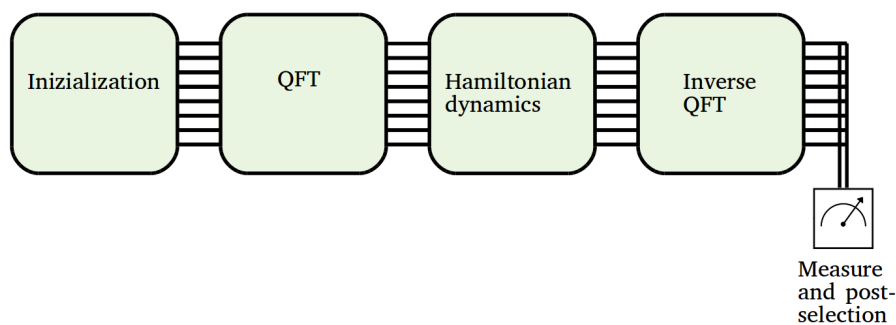 Inizialization
QFT
Hamiltonian
dynamics
Inverse
QFT
Measure
and post-
selection